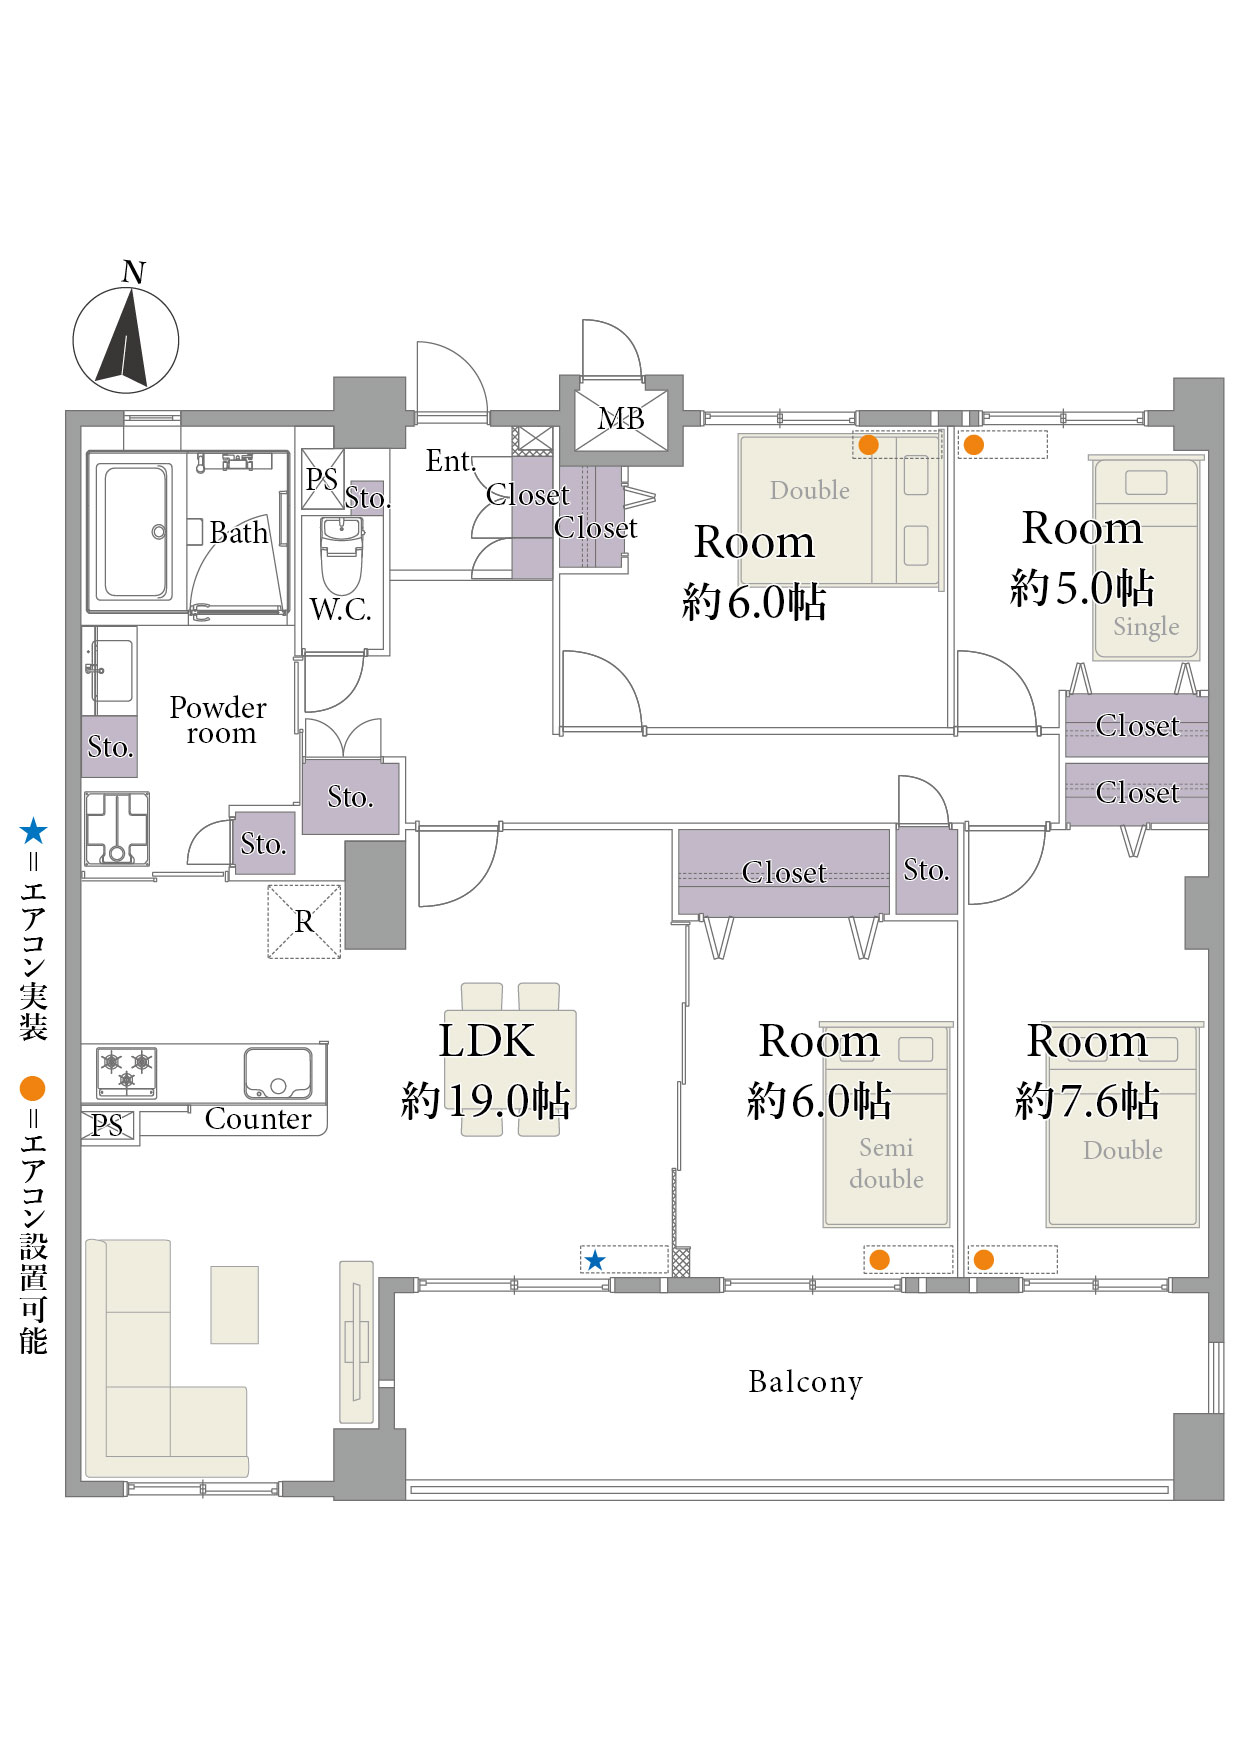 N
MB
Ent.
PS
Sto.
Closet
Closet
Bath
W.C.
Double
Room
約6.0帖
Room
約5.0帖
Single
Powder
room
Sto.
Sto.
Sto.
Closet
Closet
Closet
Sto.
R
LDK
約19.0帖
Room
約6.0帖
Semi
double
Room
約7.6帖
Double
PS
Counter
Balcony
★=エアコン実装 ●=エアコン設置可能